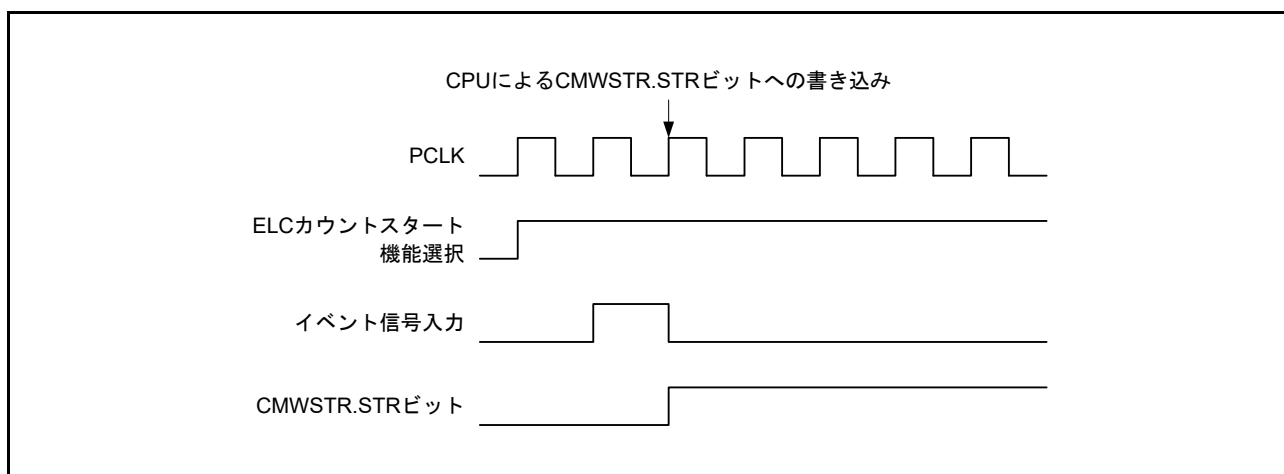 CPUによるCMWSTR.STRビットへの書き込み
PCLK
ELCカウントスタート
機能選択
イベント信号入力
CMWSTR.STRビット